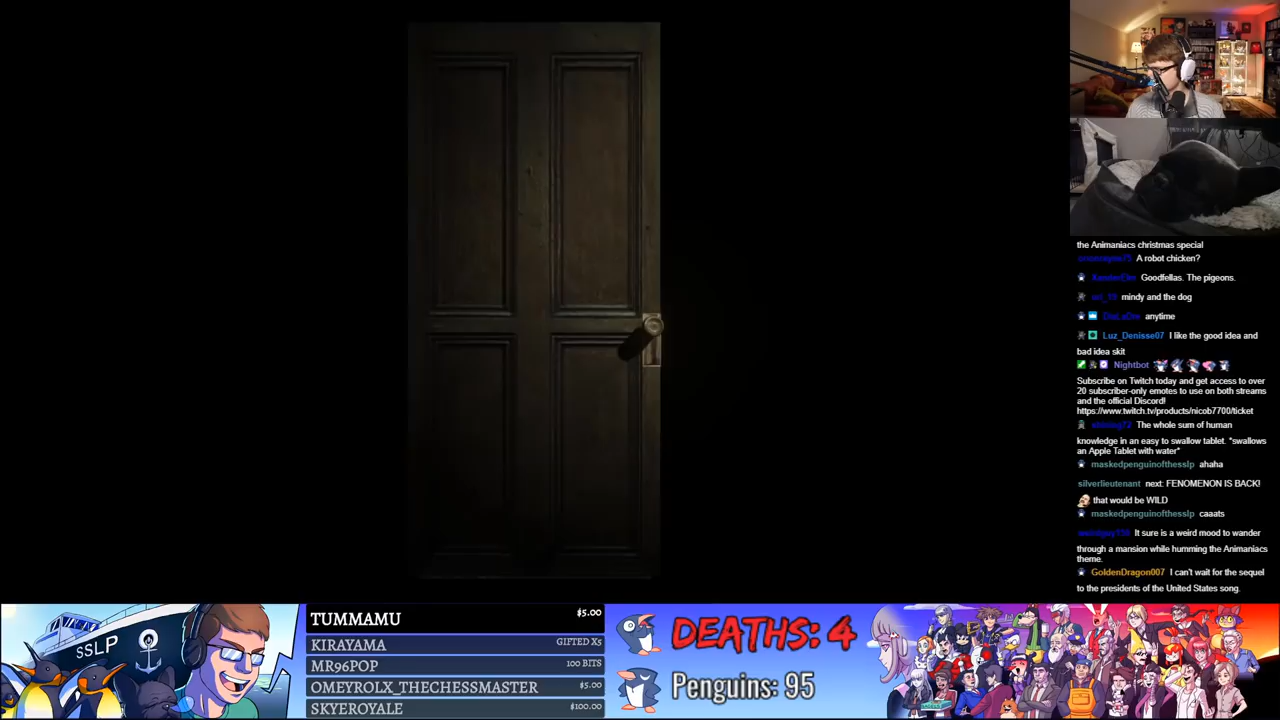 the Animaniacs christmas special
A robot chicken?
Goodfellas. The pigeons.
mindy and the dog
anytime
Luz_Denisse07 I like the good idea and
bad idea skit
Nightbot
Subscribe on Twitch today and get access to over
20 subscriber-only emotes to use on both streams
and the official Discord!
https://www.twitch.tv/products/nicob7700/ticket
The whole sum of human
knowledge in an easy to swallow tablet. *swallows
an Apple Tablet with water*
maskedpenguinofthesslp ahaha
silverlieutenant next: FENOMENON IS BACK!
that would be WILD
maskedpenguinofthesslp caaats
It sure is a weird mood to wander
through a mansion while humming the Animaniacs
theme.
GoldenDragon007 I can't wait for the sequel
to the presidents of the United States song.
SSLP
TUMMAMU $5.00
KIRAYAMA GIFTED X5
MR96POP 100 BITS
OMEYROLX_THECHESSMASTER $5.00
SKYEROYALE $100.00
DEATHS: 4
Penguins: 95